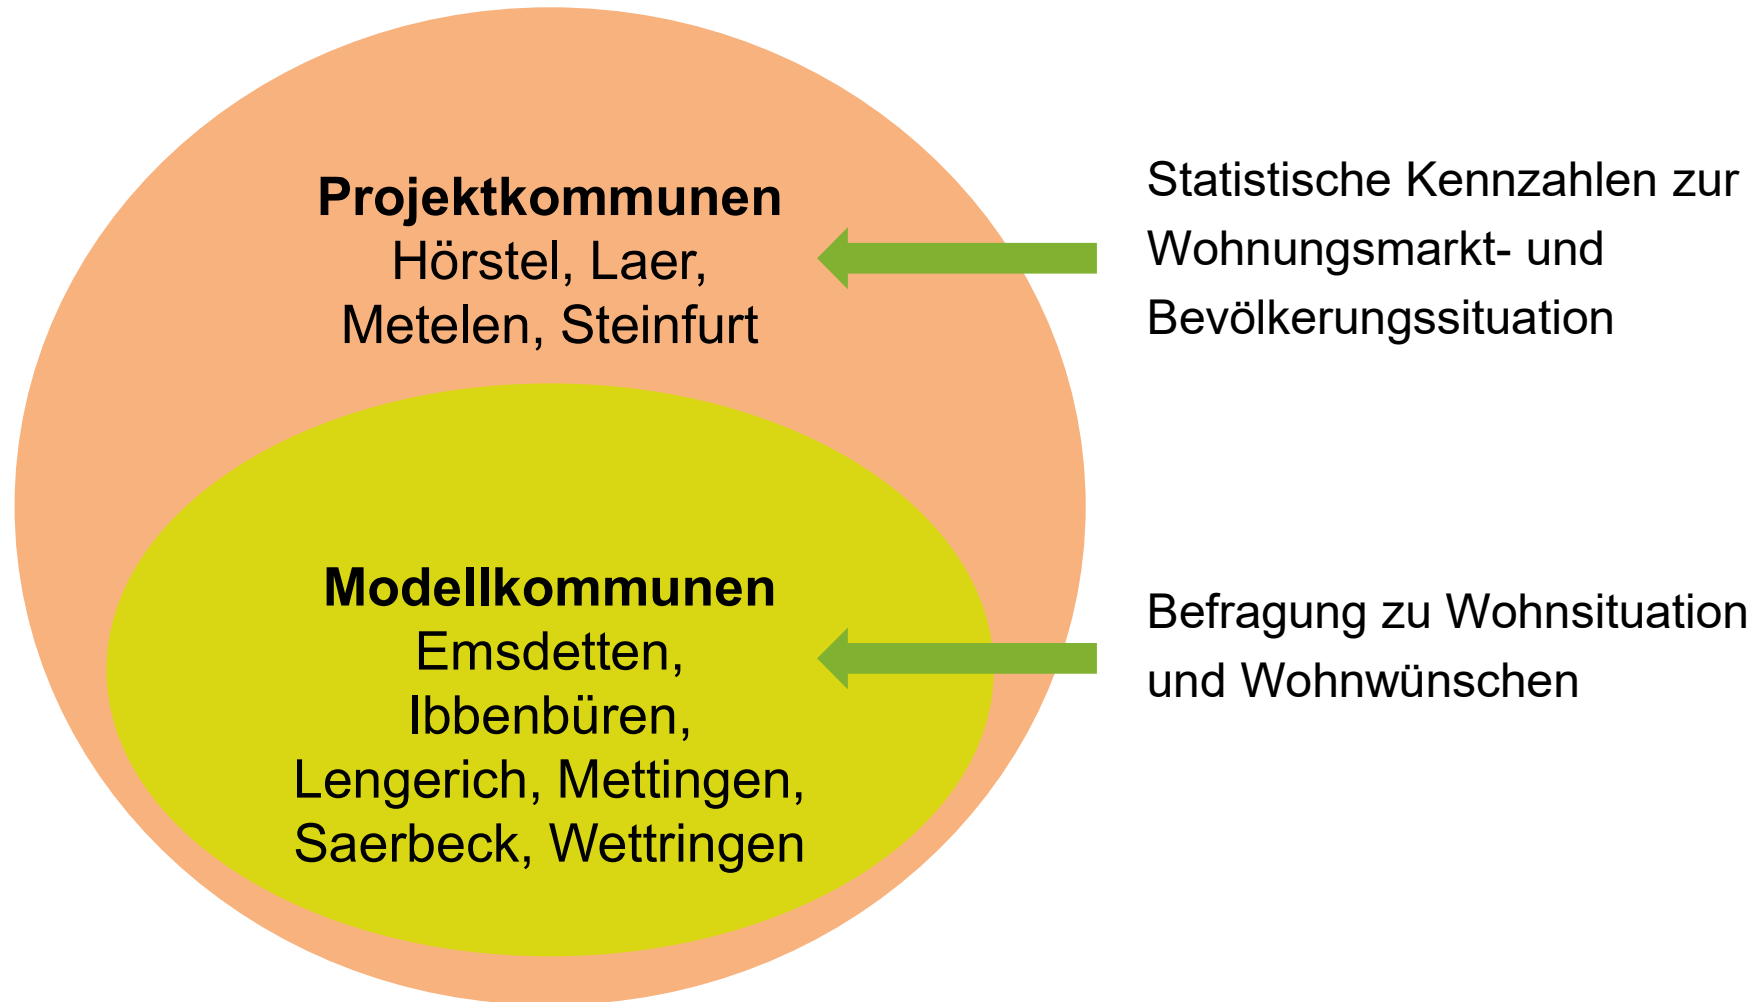 Projektkommunen
Hörstel, Laer,
Metelen, Steinfurt
Statistische Kennzahlen zur
Wohnungsmarkt- und
Bevölkerungssituation
Modellkommunen
Emsdetten,
Ibbenbüren,
Lengerich, Mettingen,
Saerbeck, Wettringen
Befragung zu Wohnsituation
und Wohnwünschen